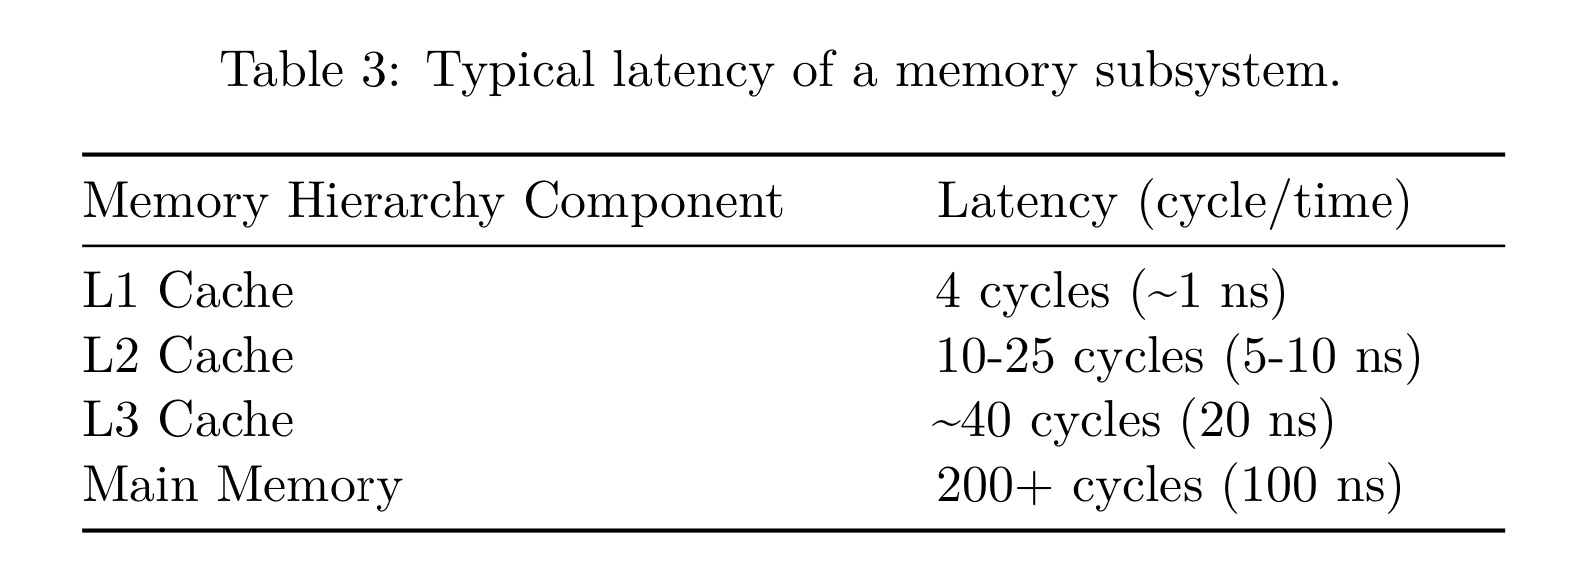 Table 3: Typical latency of a memory subsystem.
Memory Hierarchy Component Latency (cycle/time)
L1 Cache 4 cycles (~1 ns)
L2 Cache 10-25 cycles (5-10 ns)
L3 Cache ~40 cycles (20 ns)
Main Memory 200+ cycles (100 ns)